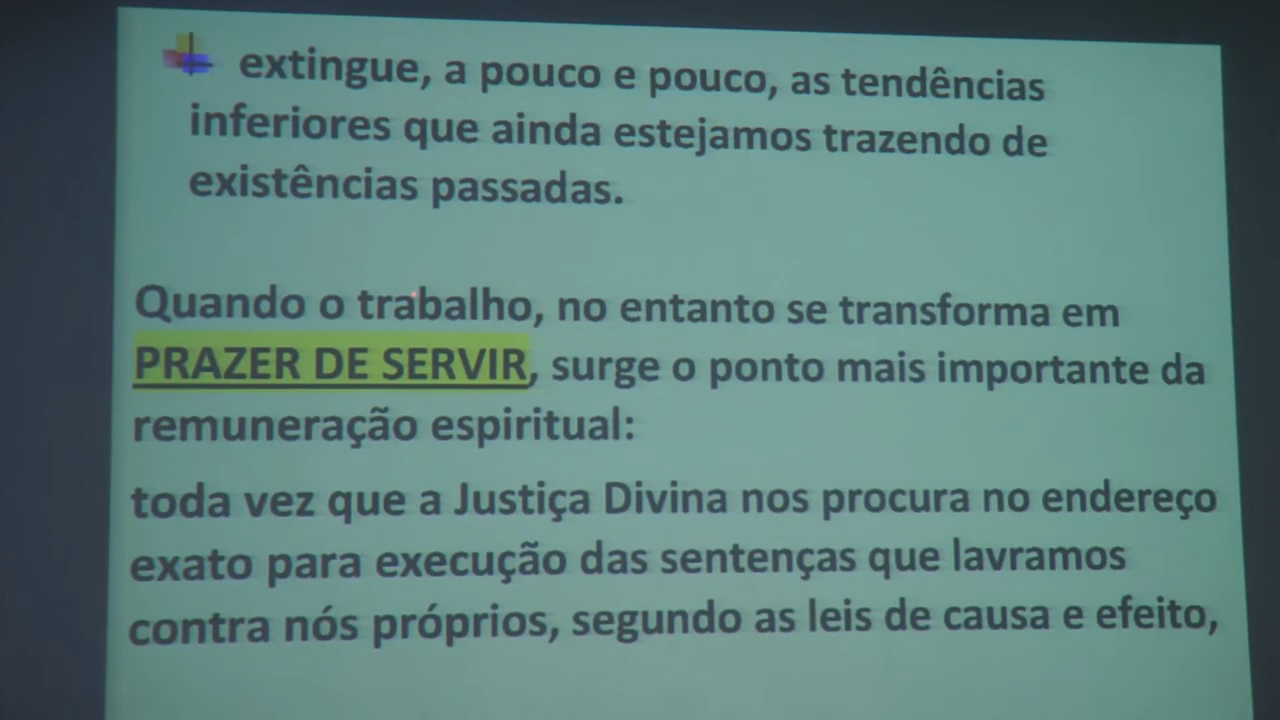 extingue, a pouco e pouco, as tendências
inferiores que ainda estejamos trazendo de
existências passadas.
Quando o trabalho, no entanto se transforma em
PRAZER DE SERVIR, surge o ponto mais importante da
remuneração espiritual:
toda vez que a Justiça Divina nos procura no endereço
exato para execução das sentenças que lavramos
contra nós próprios, segundo as leis de causa e efeito,